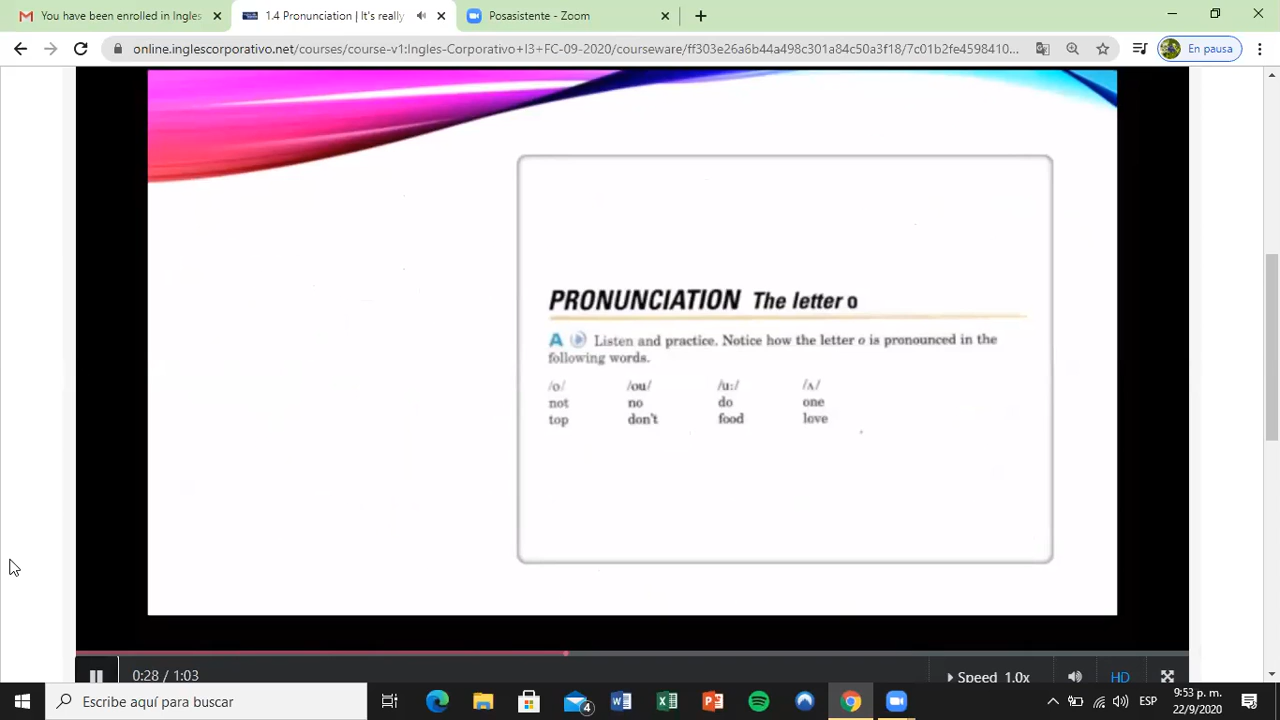 You have been enrolled in Ingles
1.4 Pronunciation | It's really
Posasistente - Zoom
online.inglescorporativo.net/courses/course-v1:Ingles-Corporativo+I3+FC-09-2020/courseware/ff303e26a6b44a498c301a84c50a3f18/7c01b2fe4598410...
En pausa
PRONUNCIATION The letter o
A Listen and practice. Notice how the letter o is pronounced in the
following words.
/o/ /ou/ /u:/ /ʌ/
not no do one
top don't food love
0:28 / 1:03
Speed 1.0x
HD
Escribe aquí para buscar
4
ESP
9:53 p. m.
22/9/2020